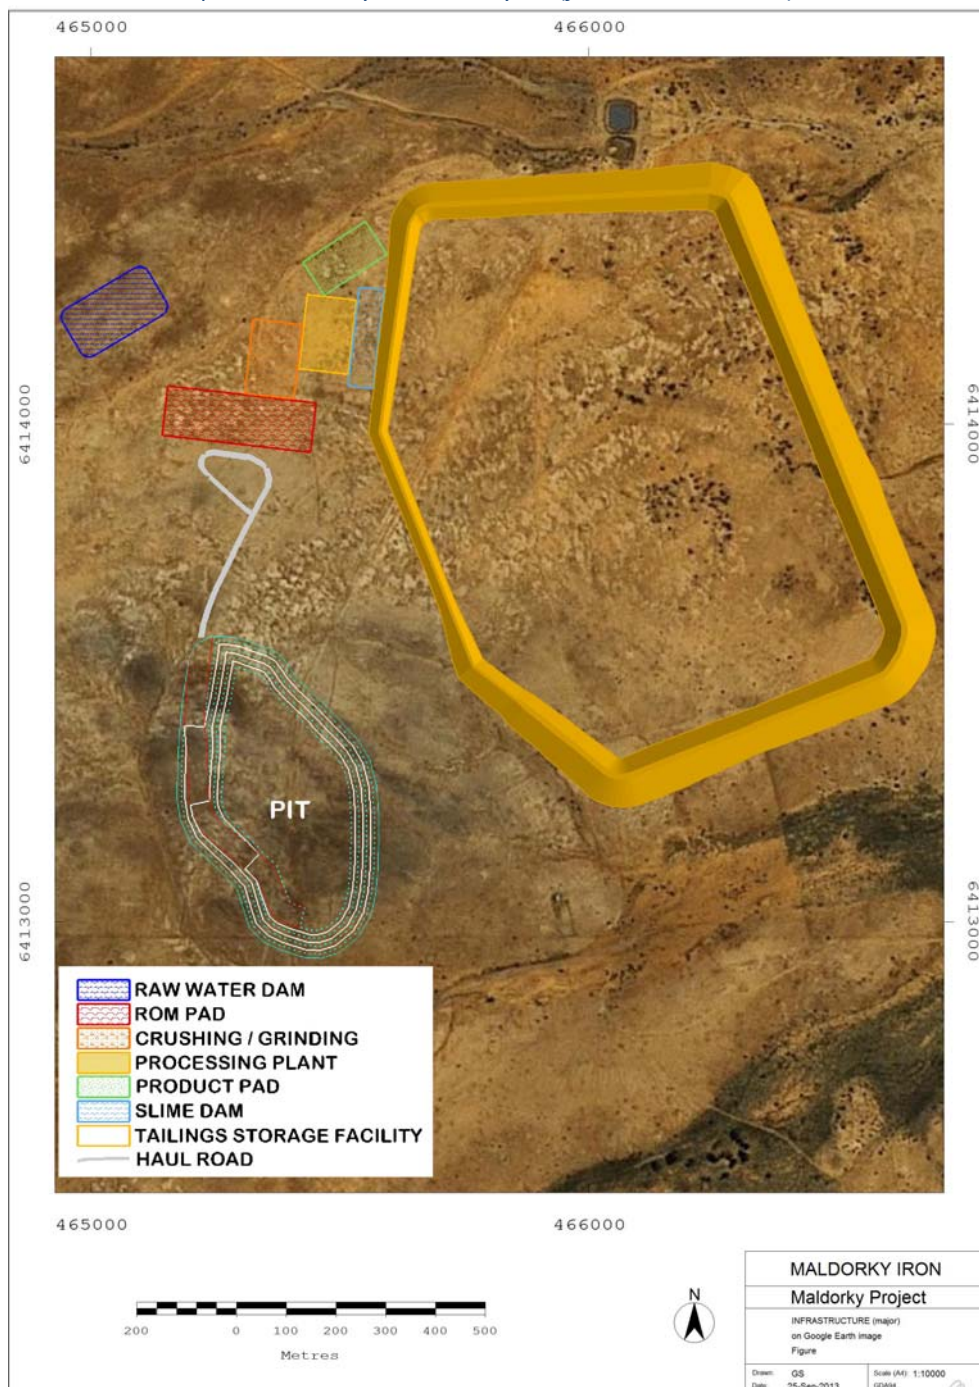 465000 466000
6414000 6414000
PIT
6413000 6413000
RAW WATER DAM
ROM PAD
CRUSHING / GRINDING
PROCESSING PLANT
PRODUCT PAD
SLIME DAM
TAILINGS STORAGE FACILITY
HAUL ROAD
465000 466000
200 0 100 200 300 400 500
Metres
N
MALDORKY IRON
Maldorky Project
INFRASTRUCTURE (major)
on Google Earth image
Figure
Drawn: GS Scale (A4): 1:10000
Date: 25-Sep-2013 GDA94